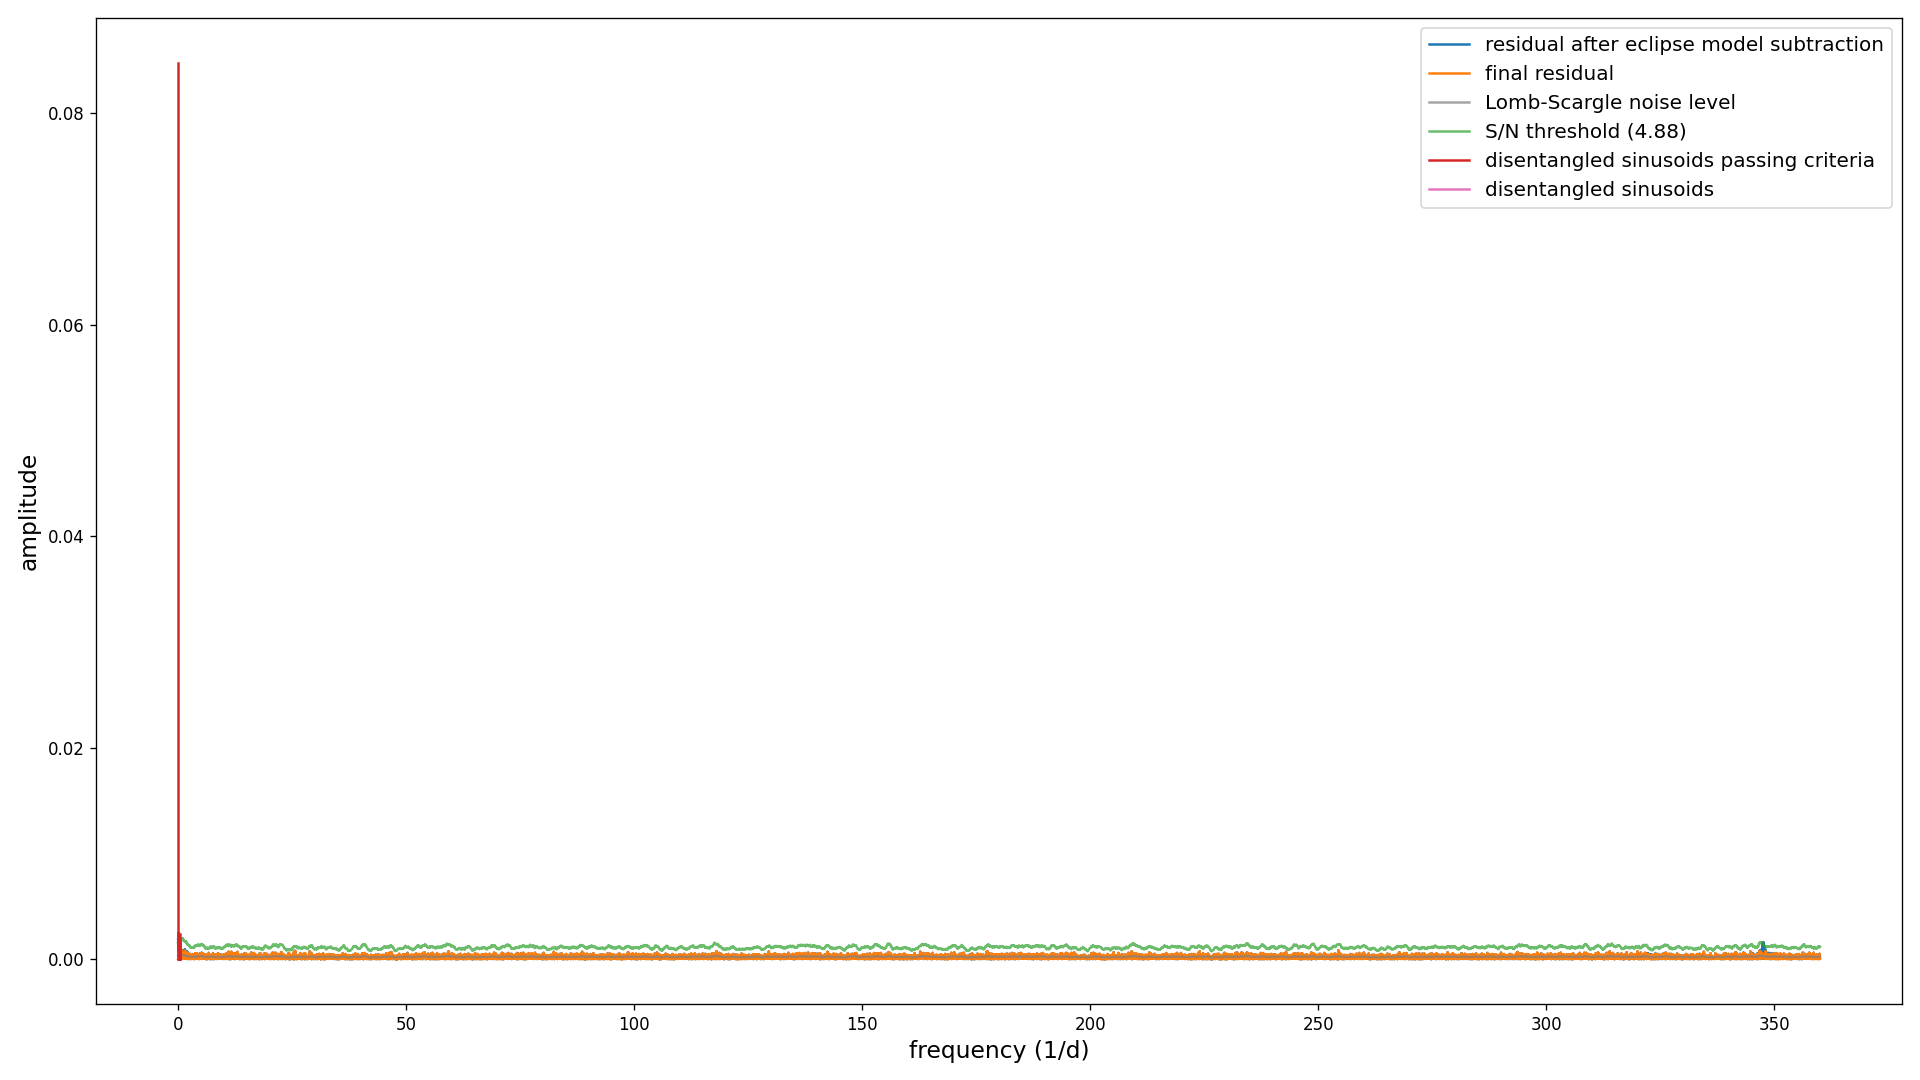 residual after eclipse model subtraction
final residual
Lomb-Scargle noise level
S/N threshold (4.88)
disentangled sinusoids passing criteria
disentangled sinusoids
amplitude
0.08
0.06
0.04
0.02
0.00
0 50 100 150 200 250 300 350
frequency (1/d)